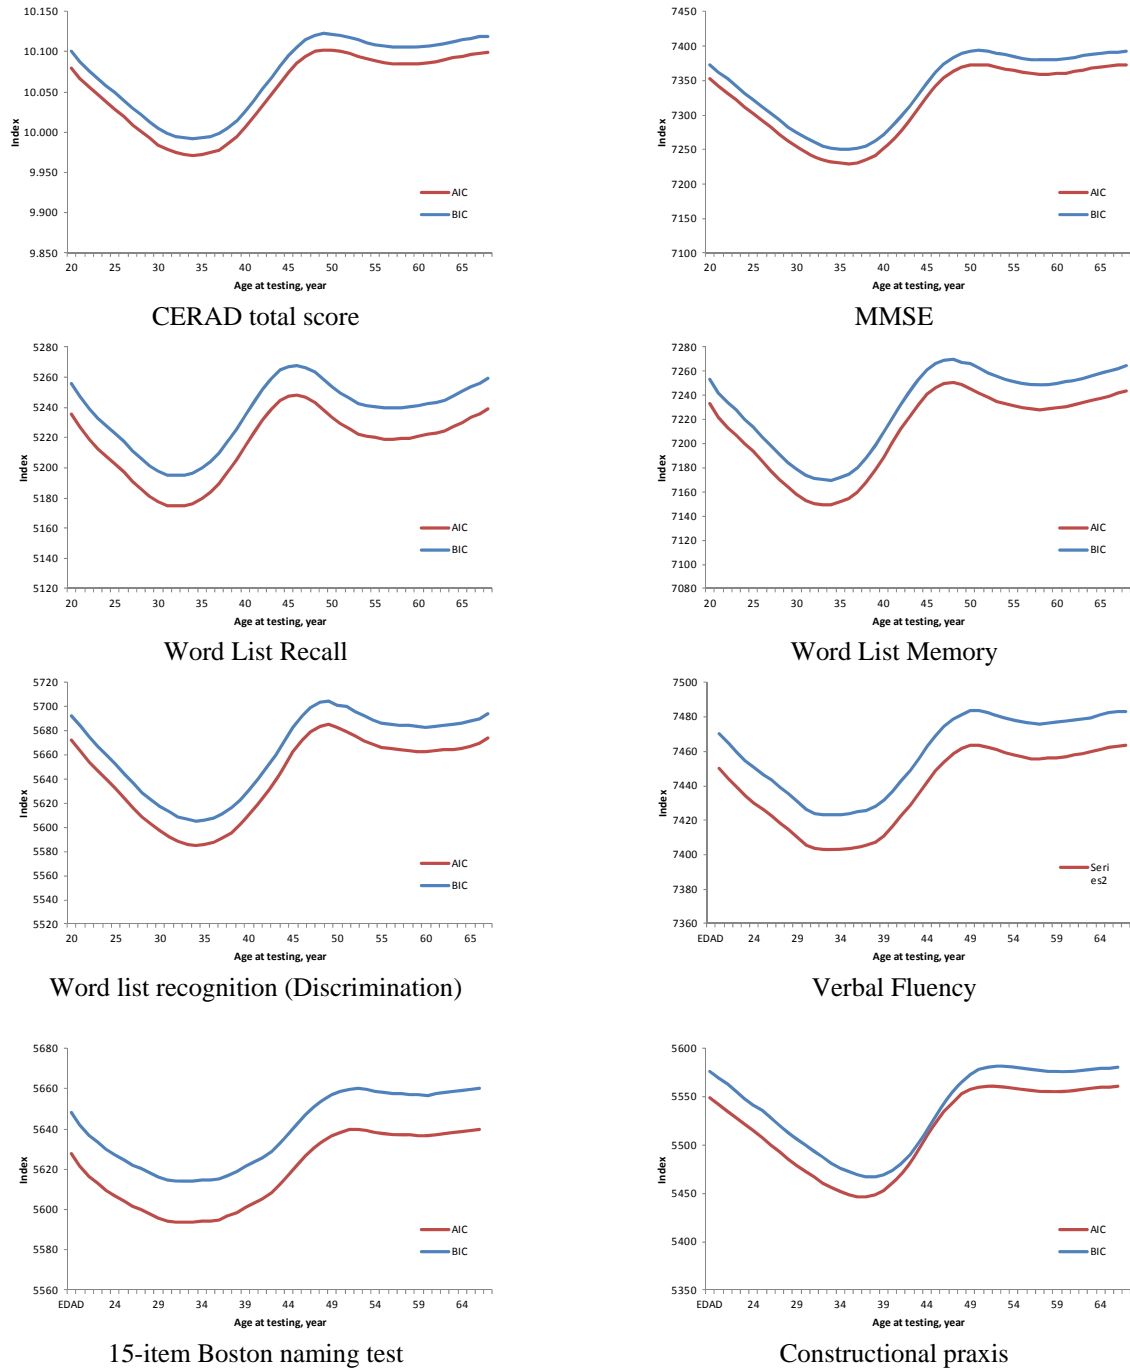 10.150
10.100
10.050
10.000
9.950
9.900
9.850
Index
AIC
BIC
20 25 30 35 40 45 50 55 60 65
Age at testing, year
CERAD total score
7450
7400
7350
7300
7250
7200
7150
7100
Index
AIC
BIC
20 25 30 35 40 45 50 55 60 65
Age at testing, year
MMSE
5280
5260
5240
5220
5200
5180
5160
5140
5120
Index
AIC
BIC
20 25 30 35 40 45 50 55 60 65
Age at testing, year
Word List Recall
7280
7260
7240
7220
7200
7180
7160
7140
7120
7100
7080
Index
AIC
BIC
20 25 30 35 40 45 50 55 60 65
Age at testing, year
Word List Memory
5720
5700
5680
5660
5640
5620
5600
5580
5560
5540
5520
Index
AIC
BIC
20 25 30 35 40 45 50 55 60 65
Age at testing, year
Word list recognition (Discrimination)
7500
7480
7460
7440
7420
7400
7380
7360
Index
Seri
es2
EDAD 24 29 34 39 44 49 54 59 64
Age at testing, year
Verbal Fluency
5680
5660
5640
5620
5600
5580
5560
Index
AIC
BIC
EDAD 24 29 34 39 44 49 54 59 64
Age at testing, year
15-item Boston naming test
5600
5550
5500
5450
5400
5350
Index
AIC
BIC
EDAD 24 29 34 39 44 49 54 59 64
Age at testing, year
Constructional praxis